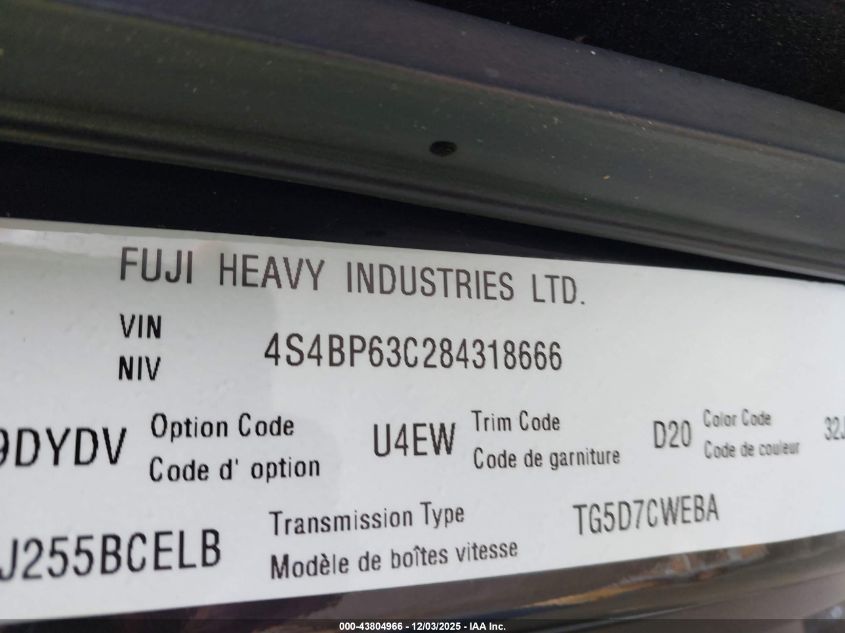 FUJI HEAVY INDUSTRIES LTD.
VIN
NIV
4S4BP63C284318666
9DYDV Option Code U4EW Trim Code D20 Color Code 32J
Code d' option Code de garniture Code de couleur
J255BCELB Transmission Type TG5D7CWEBA
Modèle de boîtes vitesse
000-43804966 - 12/03/2025 - IAA Inc.